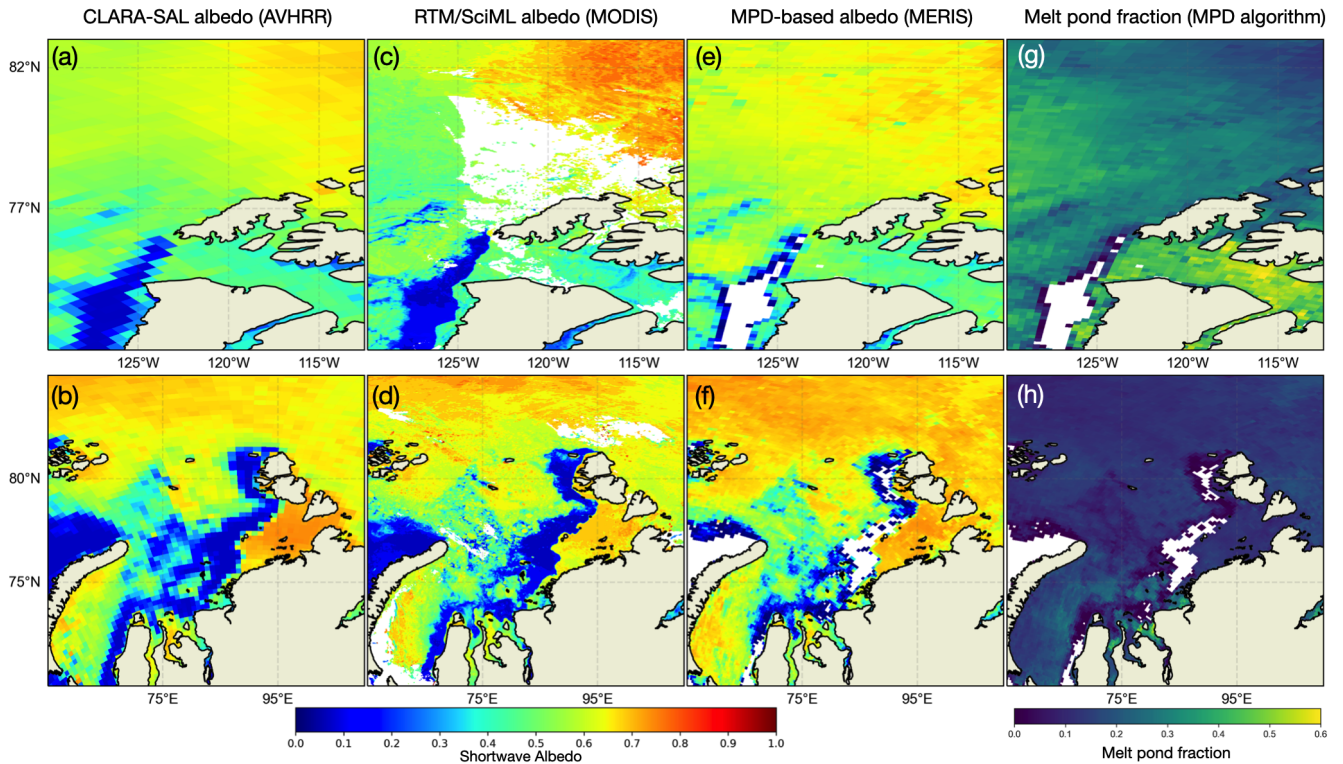 CLARA-SAL albedo (AVHRR) RTM/SciML albedo (MODIS) MPD-based albedo (MERIS) Melt pond fraction (MPD algorithm)
(a) (c) (e) (g)
82°N
77°N
125°W 120°W 115°W 125°W 120°W 115°W 125°W 120°W 115°W 125°W 120°W 115°W
(b) (d) (f) (h)
80°N
75°N
75°E 95°E 75°E 95°E 75°E 95°E 75°E 95°E
0.0 0.1 0.2 0.3 0.4 0.5 0.6 0.7 0.8 0.9 1.0
Shortwave Albedo
0.0 0.1 0.2 0.3 0.4 0.5 0.6
Melt pond fraction